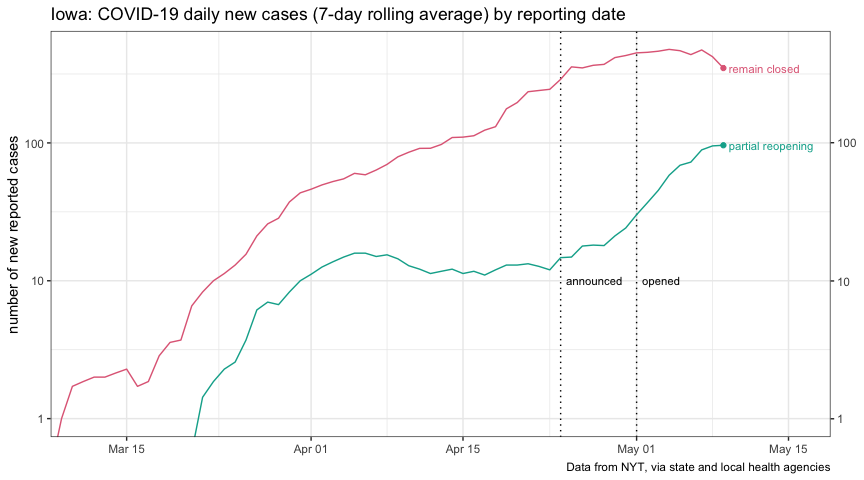 Iowa: COVID-19 daily new cases (7-day rolling average) by reporting date
number of new reported cases
remain closed
100
partial reopening
100
10
announced
opened
10
1
1
Mar 15
Apr 01
Apr 15
May 01
May 15
Data from NYT, via state and local health agencies